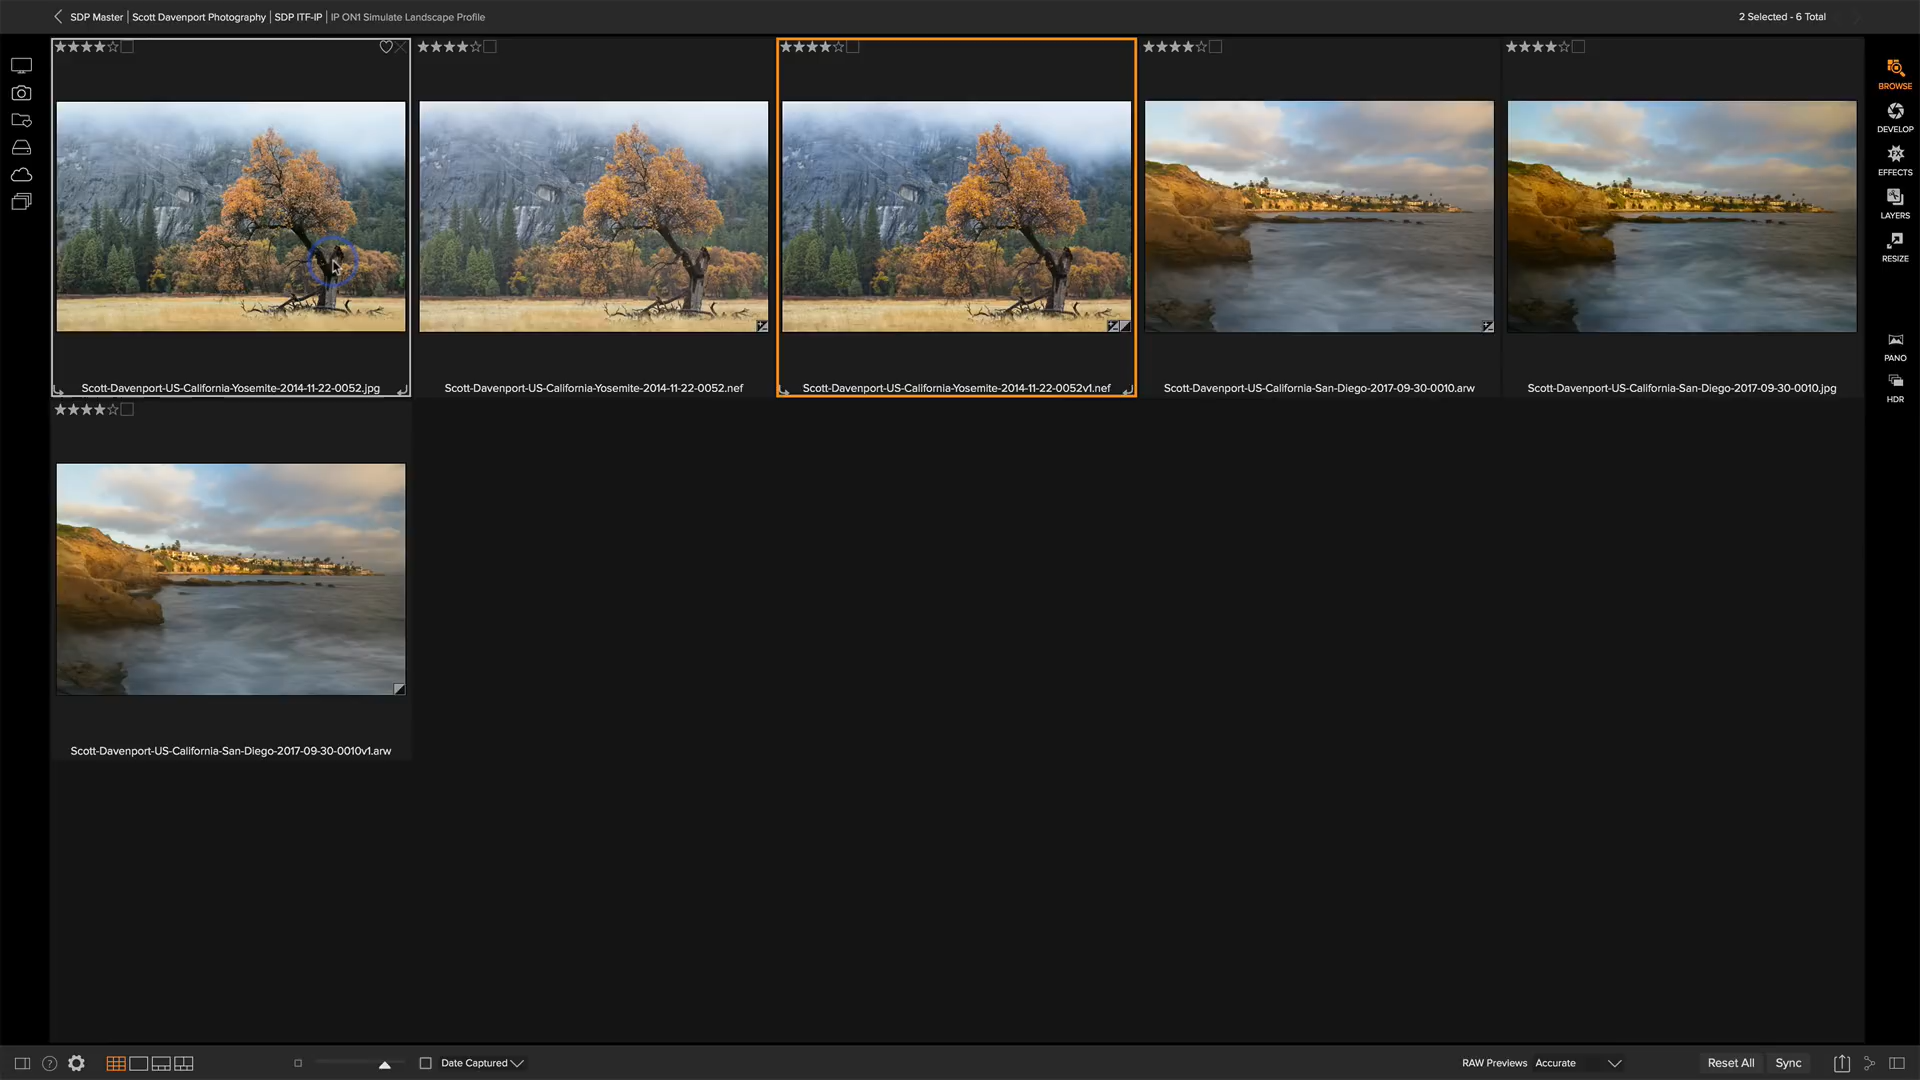 SDP Master | Scott Davenport Photography | SDP ITF-IP | IP ON1 Simulate Landscape Profile
2 Selected - 6 Total
BROWSE
DEVELOP
FX
EFFECTS
LAYERS
RESIZE
PANO
HDR
Scott-Davenport-US-California-Yosemite-2014-11-22-0052.jpg
Scott-Davenport-US-California-Yosemite-2014-11-22-0052.nef
Scott-Davenport-US-California-Yosemite-2014-11-22-0052v1.nef
Scott-Davenport-US-California-San-Diego-2017-09-30-0010.arw
Scott-Davenport-US-California-San-Diego-2017-09-30-0010.jpg
Scott-Davenport-US-California-San-Diego-2017-09-30-0010v1.arw
?
Date Captured
RAW Previews Accurate
Reset All
Sync